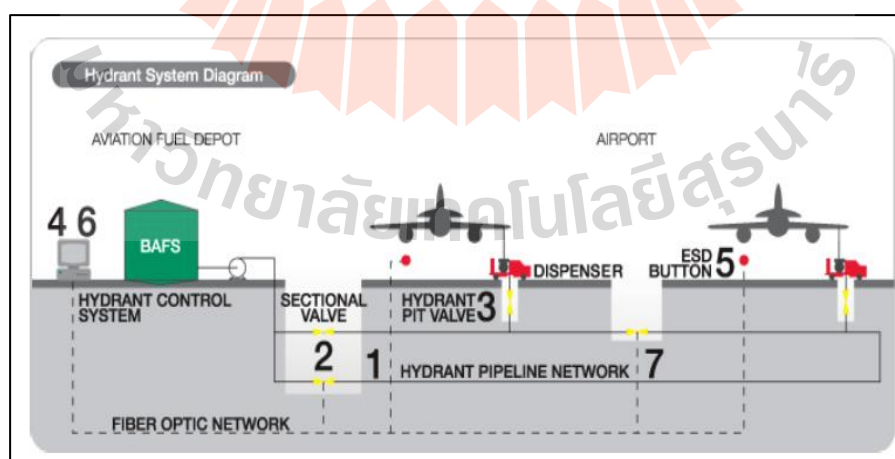 Hydrant System Diagram
AVIATION FUEL DEPOT
AIRPORT
มหาวิทยาลัยเทคโนโลยีสุรนาร
4 6
BAFS
DISPENSER
ESD
BUTTON 5
HYDRANT CONTROL
SYSTEM
SECTIONAL
VALVE
HYDRANT
PIT VALVE 3
2
1
HYDRANT PIPELINE NETWORK 7
FIBER OPTIC NETWORK